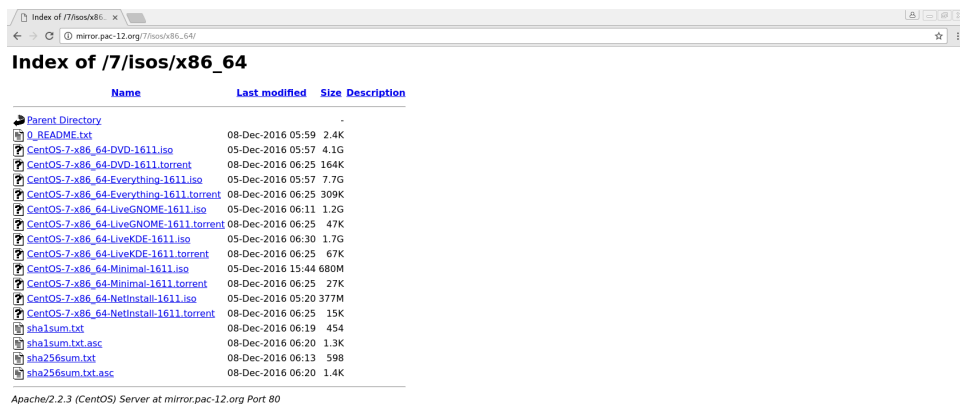 Index of /7/isos/x86_
mirror.pac-12.org/7/isos/x86_64/
Index of /7/isos/x86_64
Name Last modified Size Description
Parent Directory -
0_README.txt 08-Dec-2016 05:59 2.4K
CentOS-7-x86_64-DVD-1611.iso 05-Dec-2016 05:57 4.1G
CentOS-7-x86_64-DVD-1611.torrent 08-Dec-2016 06:25 164K
CentOS-7-x86_64-Everything-1611.iso 05-Dec-2016 05:57 7.7G
CentOS-7-x86_64-Everything-1611.torrent 08-Dec-2016 06:25 309K
CentOS-7-x86_64-LiveGNOME-1611.iso 05-Dec-2016 06:11 1.2G
CentOS-7-x86_64-LiveGNOME-1611.torrent 08-Dec-2016 06:25 47K
CentOS-7-x86_64-LiveKDE-1611.iso 05-Dec-2016 06:30 1.7G
CentOS-7-x86_64-LiveKDE-1611.torrent 08-Dec-2016 06:25 67K
CentOS-7-x86_64-Minimal-1611.iso 05-Dec-2016 15:44 680M
CentOS-7-x86_64-Minimal-1611.torrent 08-Dec-2016 06:25 27K
CentOS-7-x86_64-NetInstall-1611.iso 05-Dec-2016 05:20 377M
CentOS-7-x86_64-NetInstall-1611.torrent 08-Dec-2016 06:25 15K
sha1sum.txt 08-Dec-2016 06:19 454
sha1sum.txt.asc 08-Dec-2016 06:20 1.3K
sha256sum.txt 08-Dec-2016 06:13 598
sha256sum.txt.asc 08-Dec-2016 06:20 1.4K
Apache/2.2.3 (CentOS) Server at mirror.pac-12.org Port 80